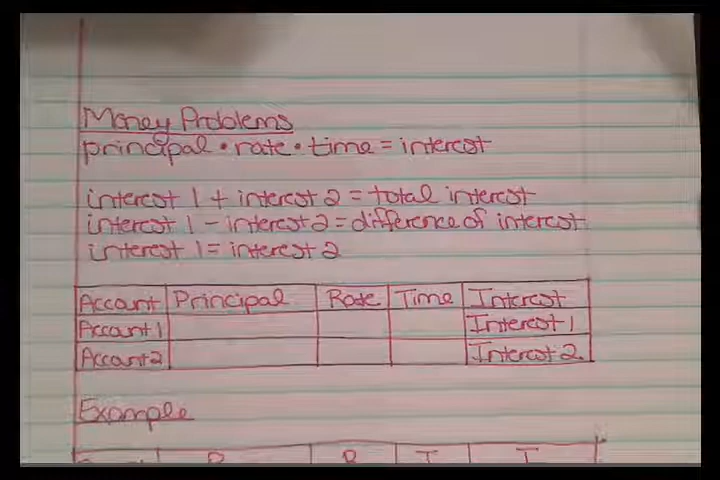 Money Problems
principal • rate • time = interest
interest 1 + interest 2 = total interest
interest 1 - interest 2 = difference of interest
interest 1 = interest 2
Account Principal Rate Time Interest
Account 1 Interest 1
Account 2 Interest 2
Example
P R T I